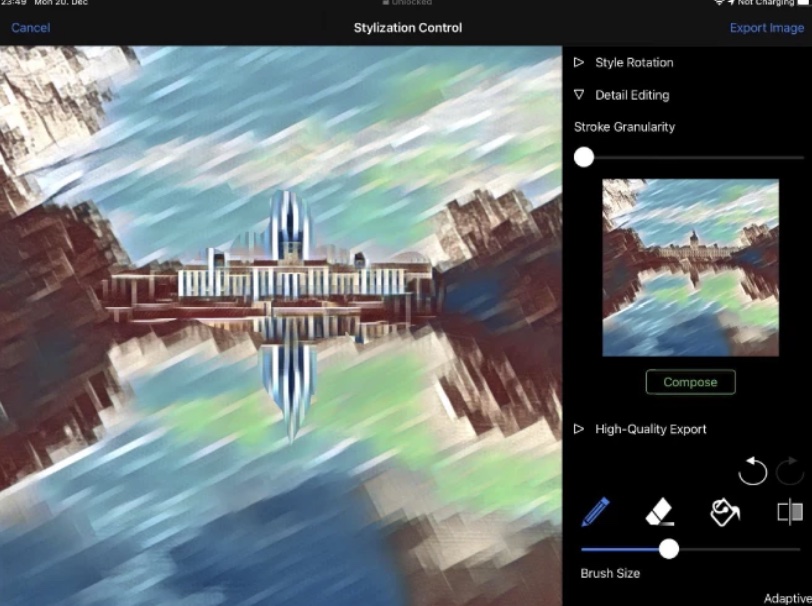 23:49 Mon 20. Dec
Unlocked
Not Charging
Cancel
Stylization Control
Export Image
Style Rotation
Detail Editing
Stroke Granularity
Compose
High-Quality Export
Brush Size
Adaptive